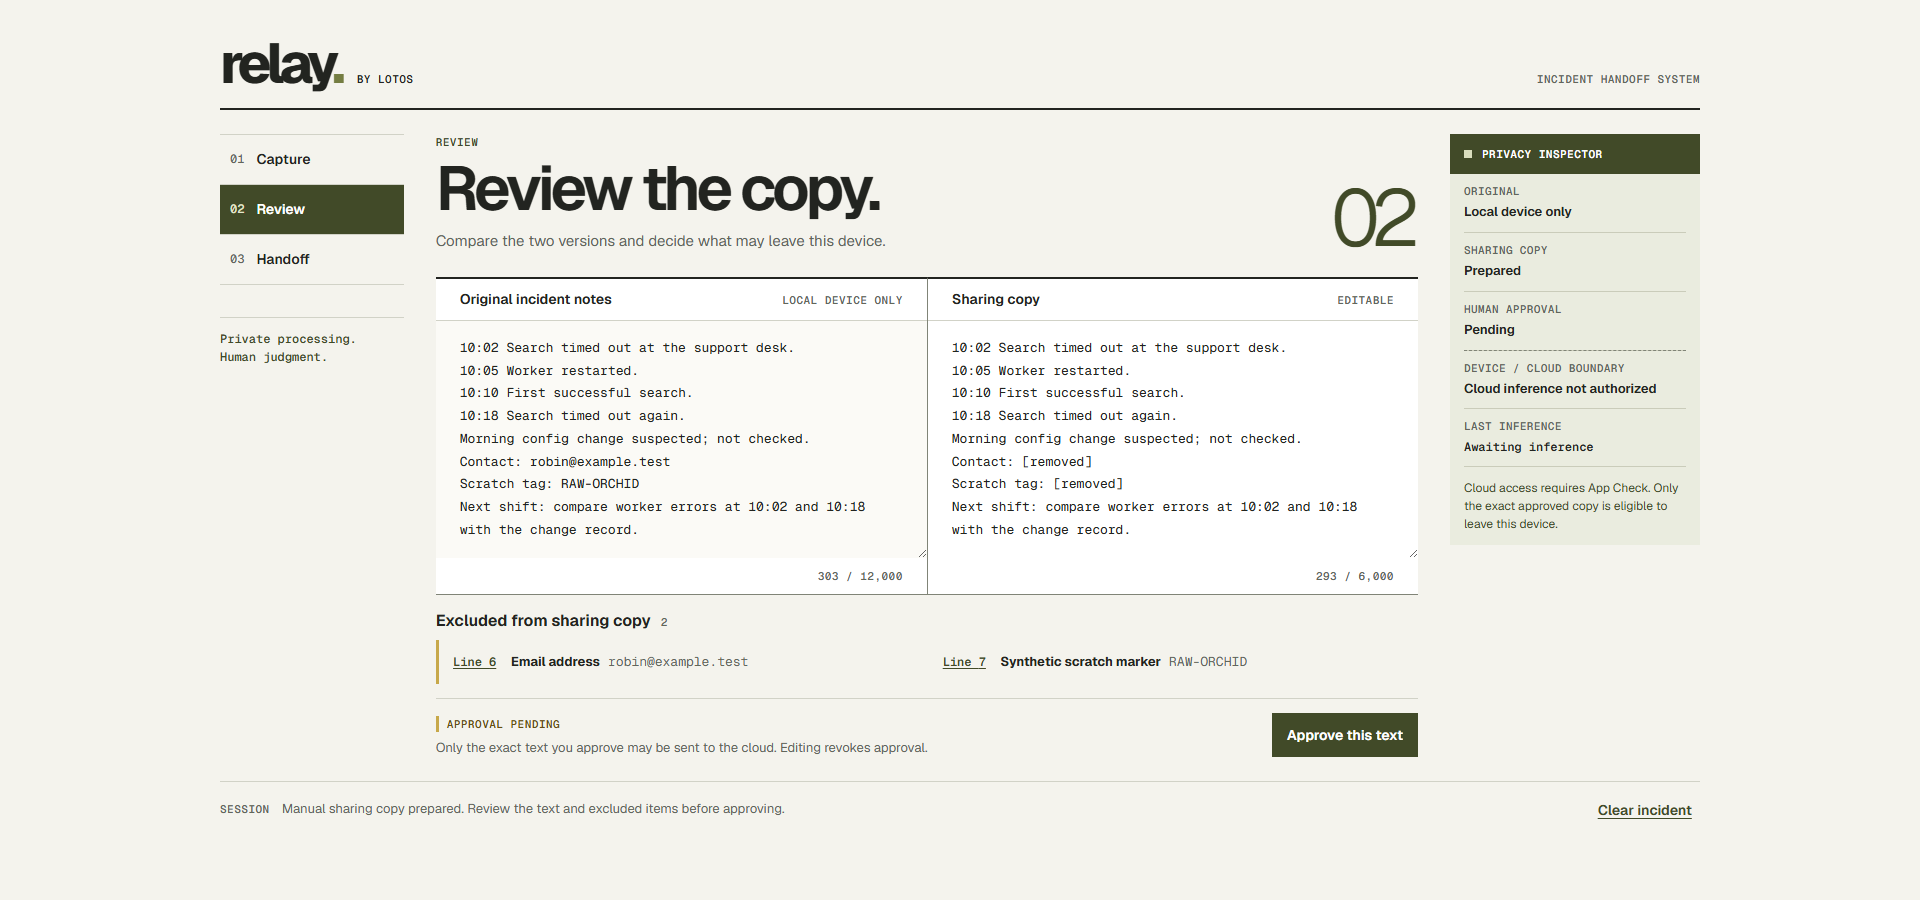 relay. BY LOTOS
INCIDENT HANDOFF SYSTEM
01 Capture
02 Review
03 Handoff
Private processing.
Human judgment.
REVIEW
Review the copy.
Compare the two versions and decide what may leave this device.
02
Original incident notes LOCAL DEVICE ONLY
10:02 Search timed out at the support desk.
10:05 Worker restarted.
10:10 First successful search.
10:18 Search timed out again.
Morning config change suspected; not checked.
Contact: robin@example.test
Scratch tag: RAW-ORCHID
Next shift: compare worker errors at 10:02 and 10:18
with the change record.
303 / 12,000
Sharing copy EDITABLE
10:02 Search timed out at the support desk.
10:05 Worker restarted.
10:10 First successful search.
10:18 Search timed out again.
Morning config change suspected; not checked.
Contact: [removed]
Scratch tag: [removed]
Next shift: compare worker errors at 10:02 and 10:18
with the change record.
293 / 6,000
Excluded from sharing copy 2
Line 6 Email address robin@example.test
Line 7 Synthetic scratch marker RAW-ORCHID
APPROVAL PENDING
Only the exact text you approve may be sent to the cloud. Editing revokes approval.
Approve this text
PRIVACY INSPECTOR
ORIGINAL
Local device only
SHARING COPY
Prepared
HUMAN APPROVAL
Pending
DEVICE / CLOUD BOUNDARY
Cloud inference not authorized
LAST INFERENCE
Awaiting inference
Cloud access requires App Check. Only
the exact approved copy is eligible to
leave this device.
SESSION Manual sharing copy prepared. Review the text and excluded items before approving.
Clear incident